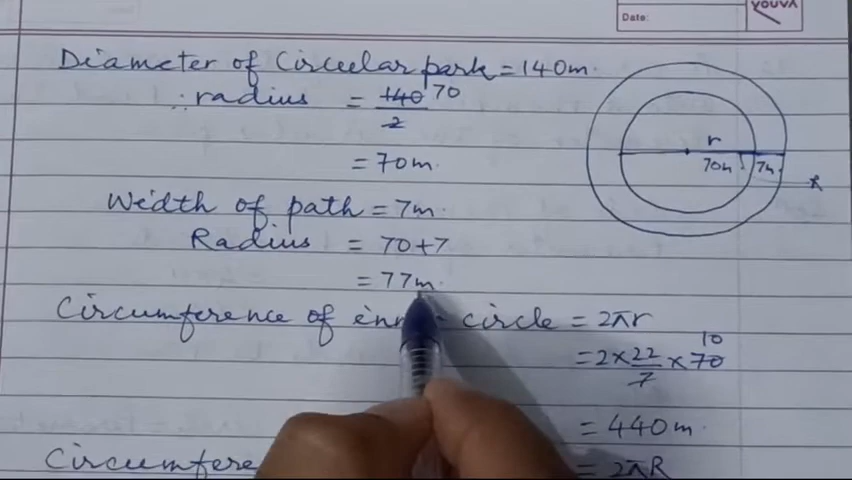 YOUVA
Date:
Diameter of Circular park = 140m.
∴ radius = 140 70
2
= 70m.
r
70m 7m.
R
Width of path = 7m.
Radius = 70+7
= 77m.
Circumference of circle = 2πr
= 2 × 22/7 × 70 10
= 440m.
= 2πR